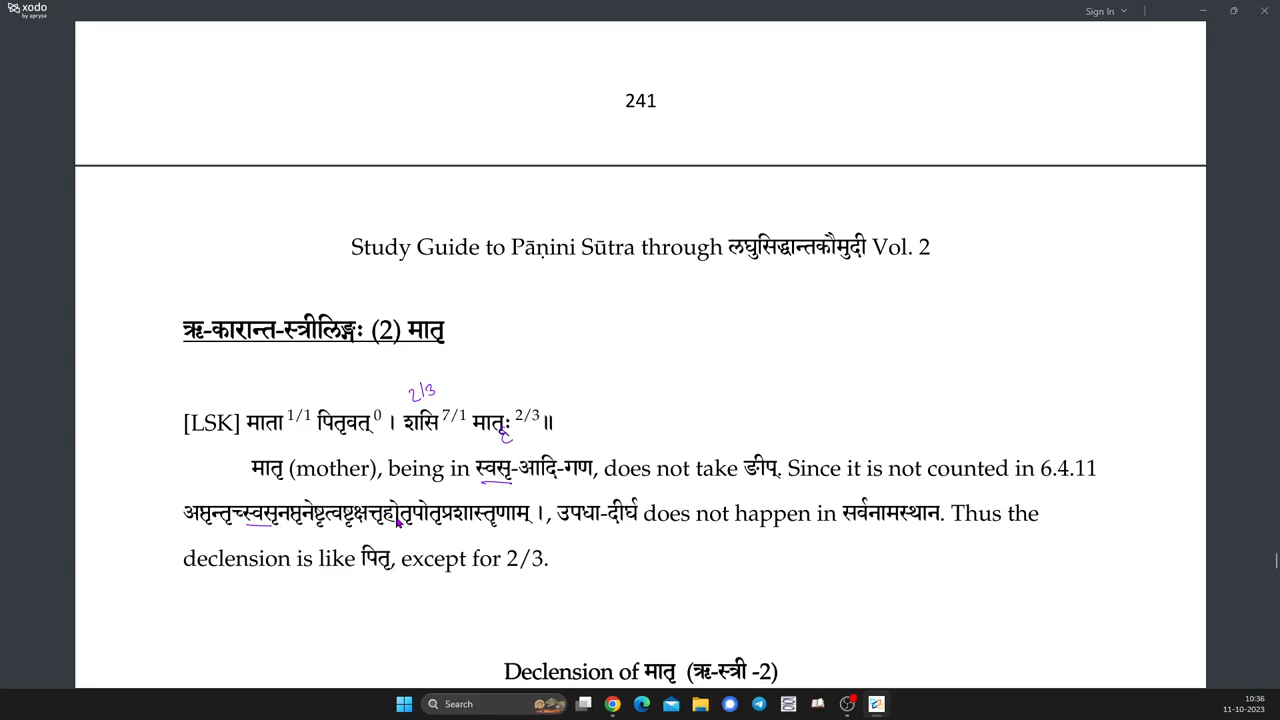 xodo
by apryse
Sign In
241
Study Guide to Pāṇini Sūtra through लघुसिद्धान्तकौमुदी Vol. 2
ऋ-कारान्त-स्त्रीलिङ्गः (2) मातृ
2/3
[LSK] माता 1/1 पितृवत् 0 । शसि 7/1 मातॄः 2/3 ॥
मातृ (mother), being in स्वसृ-आदि-गण, does not take ङीप्. Since it is not counted in 6.4.11
अप्तृन्तृच्स्वसृनप्तृनेष्टृत्वष्टृक्षत्तृहोतृपोतृप्रशास्तॄणाम् ।, उपधा-दीर्घ does not happen in सर्वनामस्थान. Thus the
declension is like पितृ, except for 2/3.
Declension of मातृ (ऋ-स्त्री -2)
Search
10:36
11-10-2023